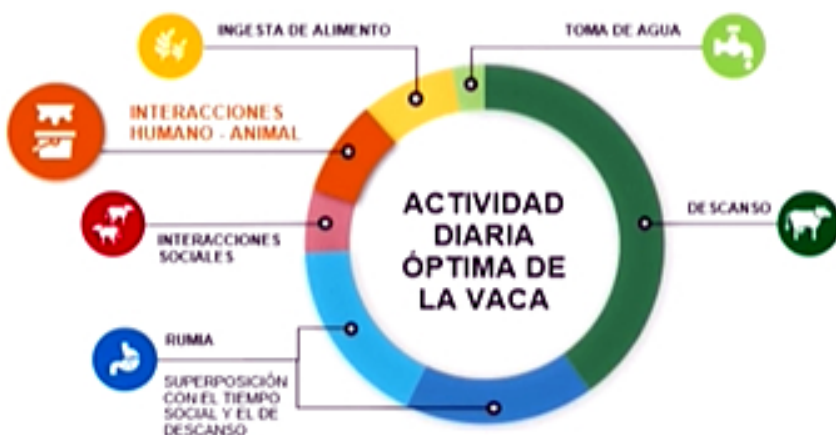 INGESTA DE ALIMENTO
TOMA DE AGUA
INTERACCIONES
HUMANO - ANIMAL
ACTIVIDAD
DIARIA
ÓPTIMA DE
LA VACA
DESCANSO
INTERACCIONES
SOCIALES
RUMIA
SUPERPOSICIÓN
CON EL TIEMPO
SOCIAL Y EL DE
DESCANSO